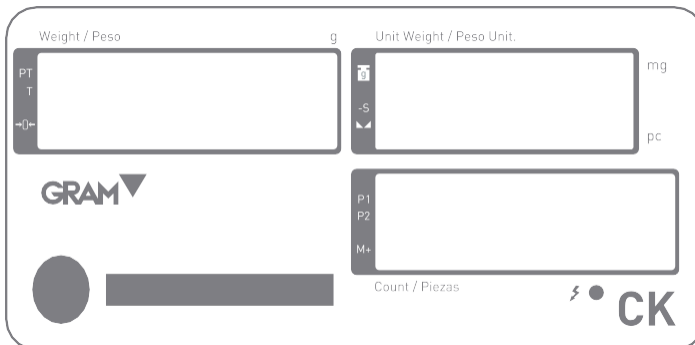 Weight / Peso g
PT
T
→0←
Unit Weight / Peso Unit.
g
-S
mg
pc
GRAM
P1
P2
M+
Count / Piezas
CK